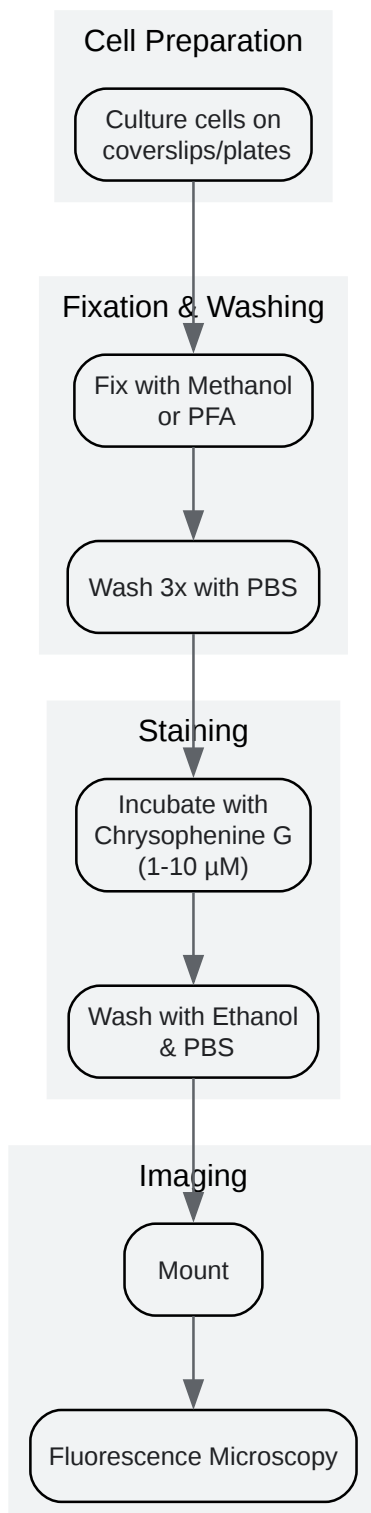 Cell Preparation
Culture cells on
coverslips/plates
Fixation & Washing
Fix with Methanol
or PFA
Wash 3x with PBS
Staining
Incubate with
Chrysophenine G
(1-10 µM)
Wash with Ethanol
& PBS
Imaging
Mount
Fluorescence Microscopy